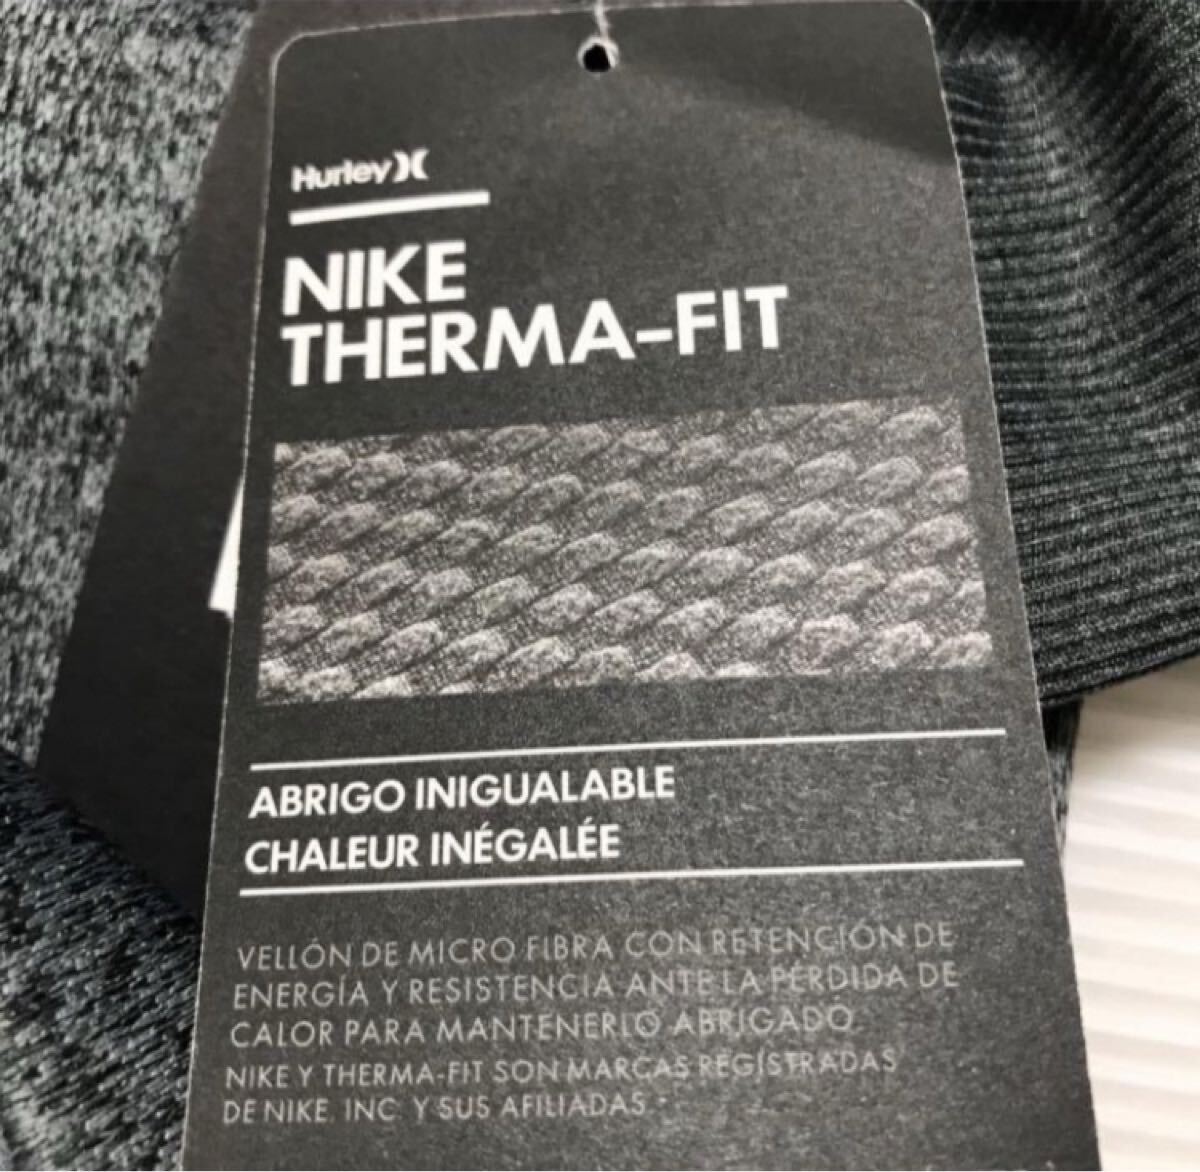 Hurley
NIKE
THERMA-FIT
ABRIGO INIGUALABLE
CHALEUR INÉGALÉE
VELLÓN DE MICRO FIBRA CON RETENCIÓN DE
ENERGÍA Y RESISTENCIA ANTE LA PÉRDIDA DE
CALOR PARA MANTENERLO ABRIGADO.
NIKE Y THERMA-FIT SON MARCAS REGISTRADAS
DE NIKE, INC Y SUS AFILIADAS.